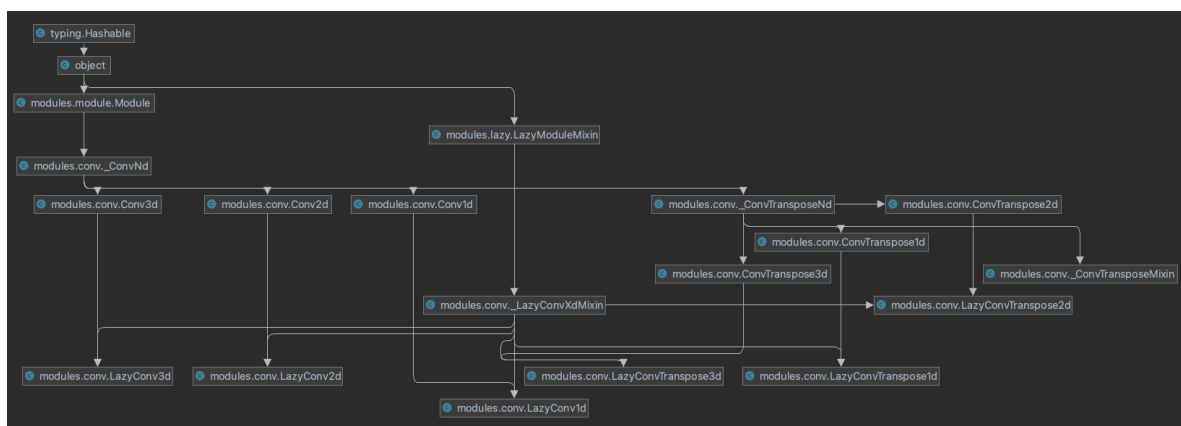 typing.Hashable
object
modules.module.Module
modules.lazy.LazyModuleMixin
modules.conv._ConvNd
modules.conv.Conv3d
modules.conv.Conv2d
modules.conv.Conv1d
modules.conv._ConvTransposeNd
modules.conv.ConvTranspose2d
modules.conv.ConvTranspose1d
modules.conv.ConvTranspose3d
modules.conv._ConvTransposeMixin
modules.conv._LazyConvXdMixin
modules.conv.LazyConvTranspose2d
modules.conv.LazyConv3d
modules.conv.LazyConv2d
modules.conv.LazyConvTranspose3d
modules.conv.LazyConvTranspose1d
modules.conv.LazyConv1d